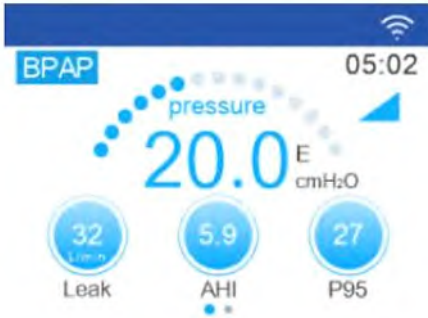 BPAP
05:02
pressure
20.0 E
cmH₂O
32 5.9 27
L/min
Leak AHI P95